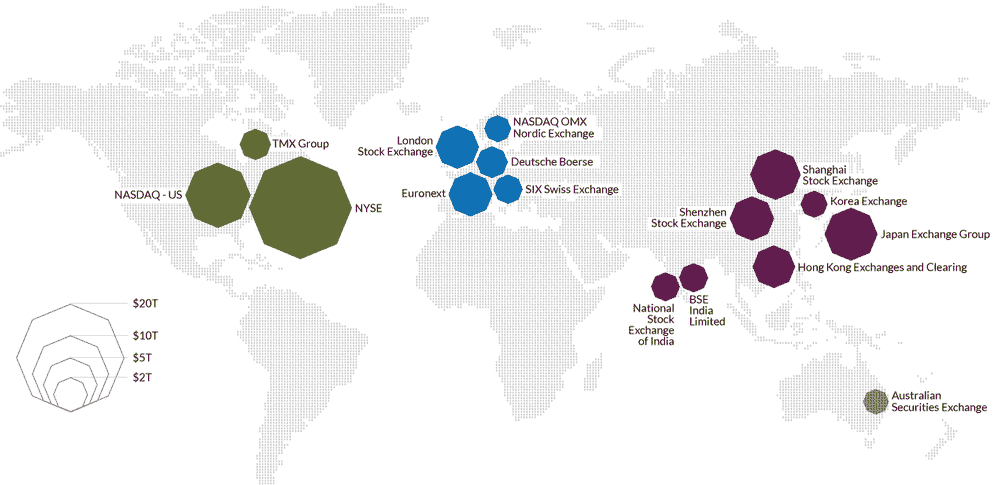 NASDAQ OMX
Nordic Exchange
London
Stock Exchange
TMX Group
Deutsche Boerse
Shanghai
Stock Exchange
NASDAQ - US
Euronext
SIX Swiss Exchange
NYSE
Korea Exchange
Shenzhen
Stock Exchange
Japan Exchange Group
Hong Kong Exchanges and Clearing
National
Stock
Exchange
of India
BSE
India
Limited
$20T
$10T
$5T
$2T
Australian
Securities Exchange